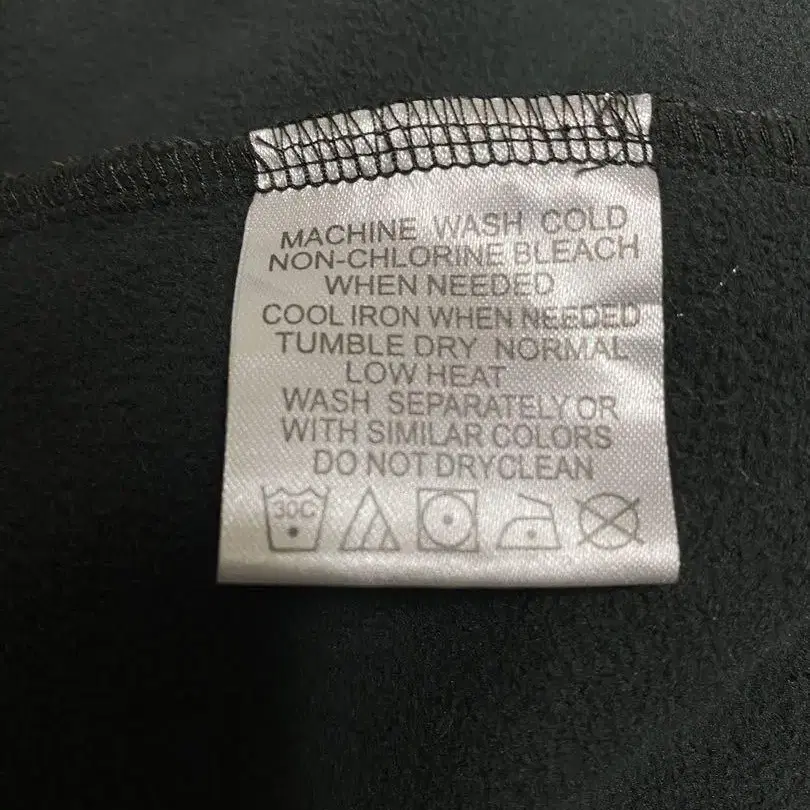 MACHINE WASH COLD
NON-CHLORINE BLEACH
WHEN NEEDED
COOL IRON WHEN NEEDED
TUMBLE DRY NORMAL
LOW HEAT
WASH SEPARATELY OR
WITH SIMILAR COLORS
DO NOT DRYCLEAN
30C